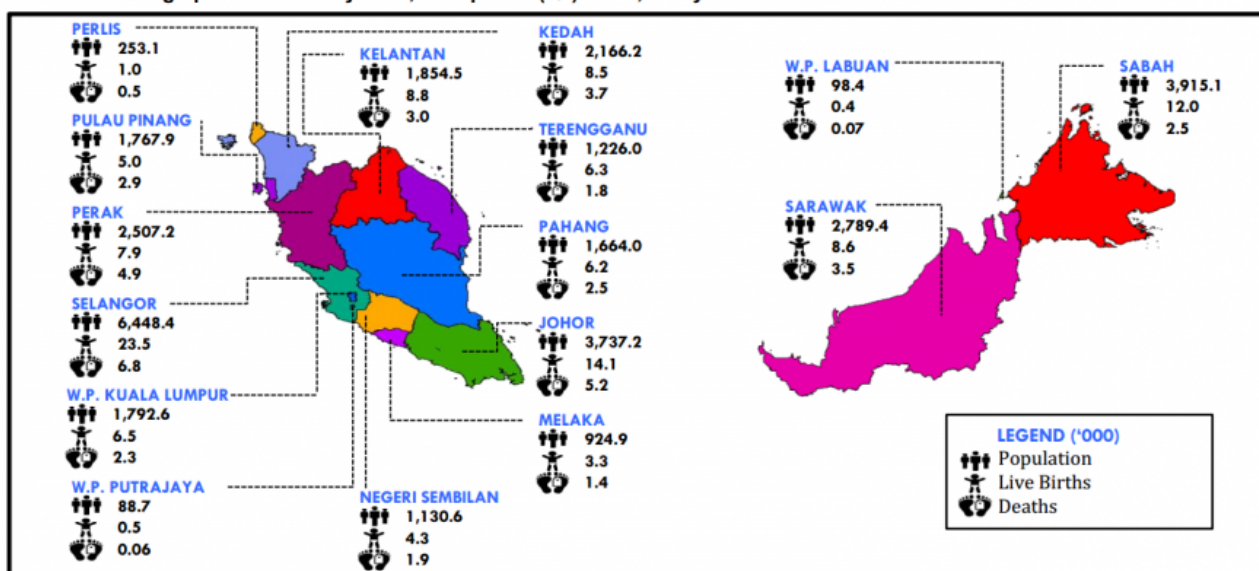 PERLIS
253.1
1.0
0.5
PULAU PINANG
1,767.9
5.0
2.9
PERAK
2,507.2
7.9
4.9
SELANGOR
6,448.4
23.5
6.8
W.P. KUALA LUMPUR
1,792.6
6.5
2.3
W.P. PUTRAJAYA
88.7
0.5
0.06
KELANTAN
1,854.5
8.8
3.0
NEGERI SEMBILAN
1,130.6
4.3
1.9
KEDAH
2,166.2
8.5
3.7
TERENGGANU
1,226.0
6.3
1.8
PAHANG
1,664.0
6.2
2.5
JOHOR
3,737.2
14.1
5.2
MELAKA
924.9
3.3
1.4
W.P. LABUAN
98.4
0.4
0.07
SABAH
3,915.1
12.0
2.5
SARAWAK
2,789.4
8.6
3.5
LEGEND (‘000)
Population
Live Births
Deaths